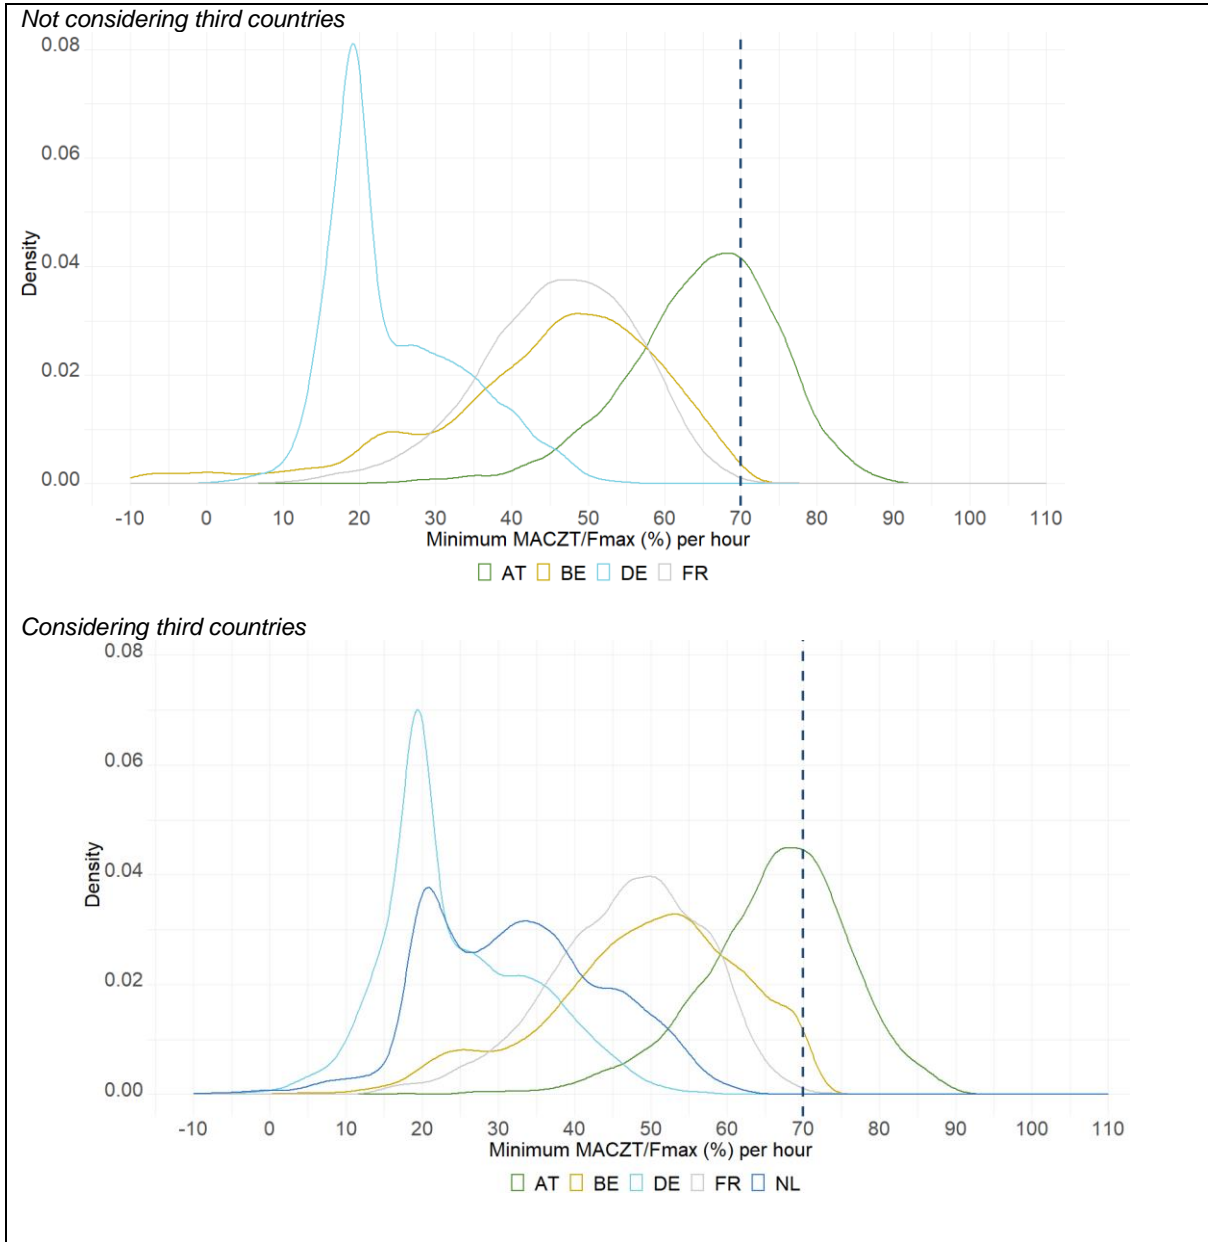 Not considering third countries
0.08
0.06
0.04
0.02
0.00
Density
-10 0 10 20 30 40 50 60 70 80 90 100 110
Minimum MACZT/Fmax (%) per hour
AT BE DE FR
Considering third countries
0.08
0.06
0.04
0.02
0.00
Density
-10 0 10 20 30 40 50 60 70 80 90 100 110
Minimum MACZT/Fmax (%) per hour
AT BE DE FR NL